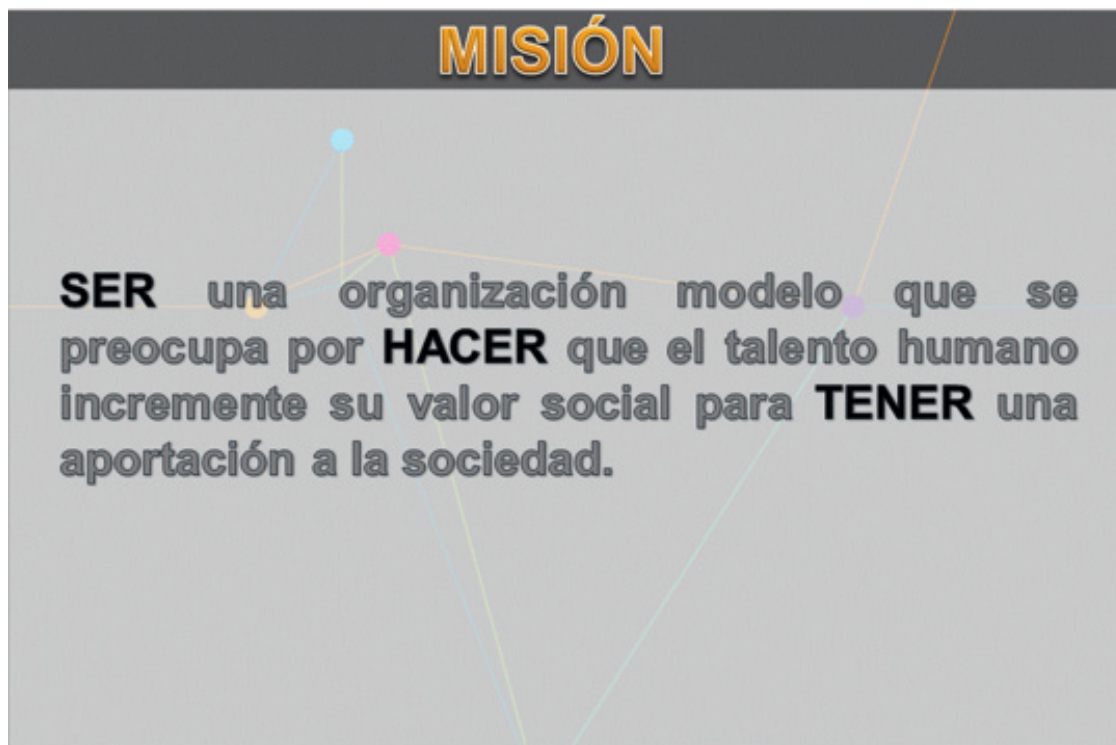 MISIÓN
SER una organización modelo que se
preocupa por HACER que el talento humano
incremente su valor social para TENER una
aportación a la sociedad.